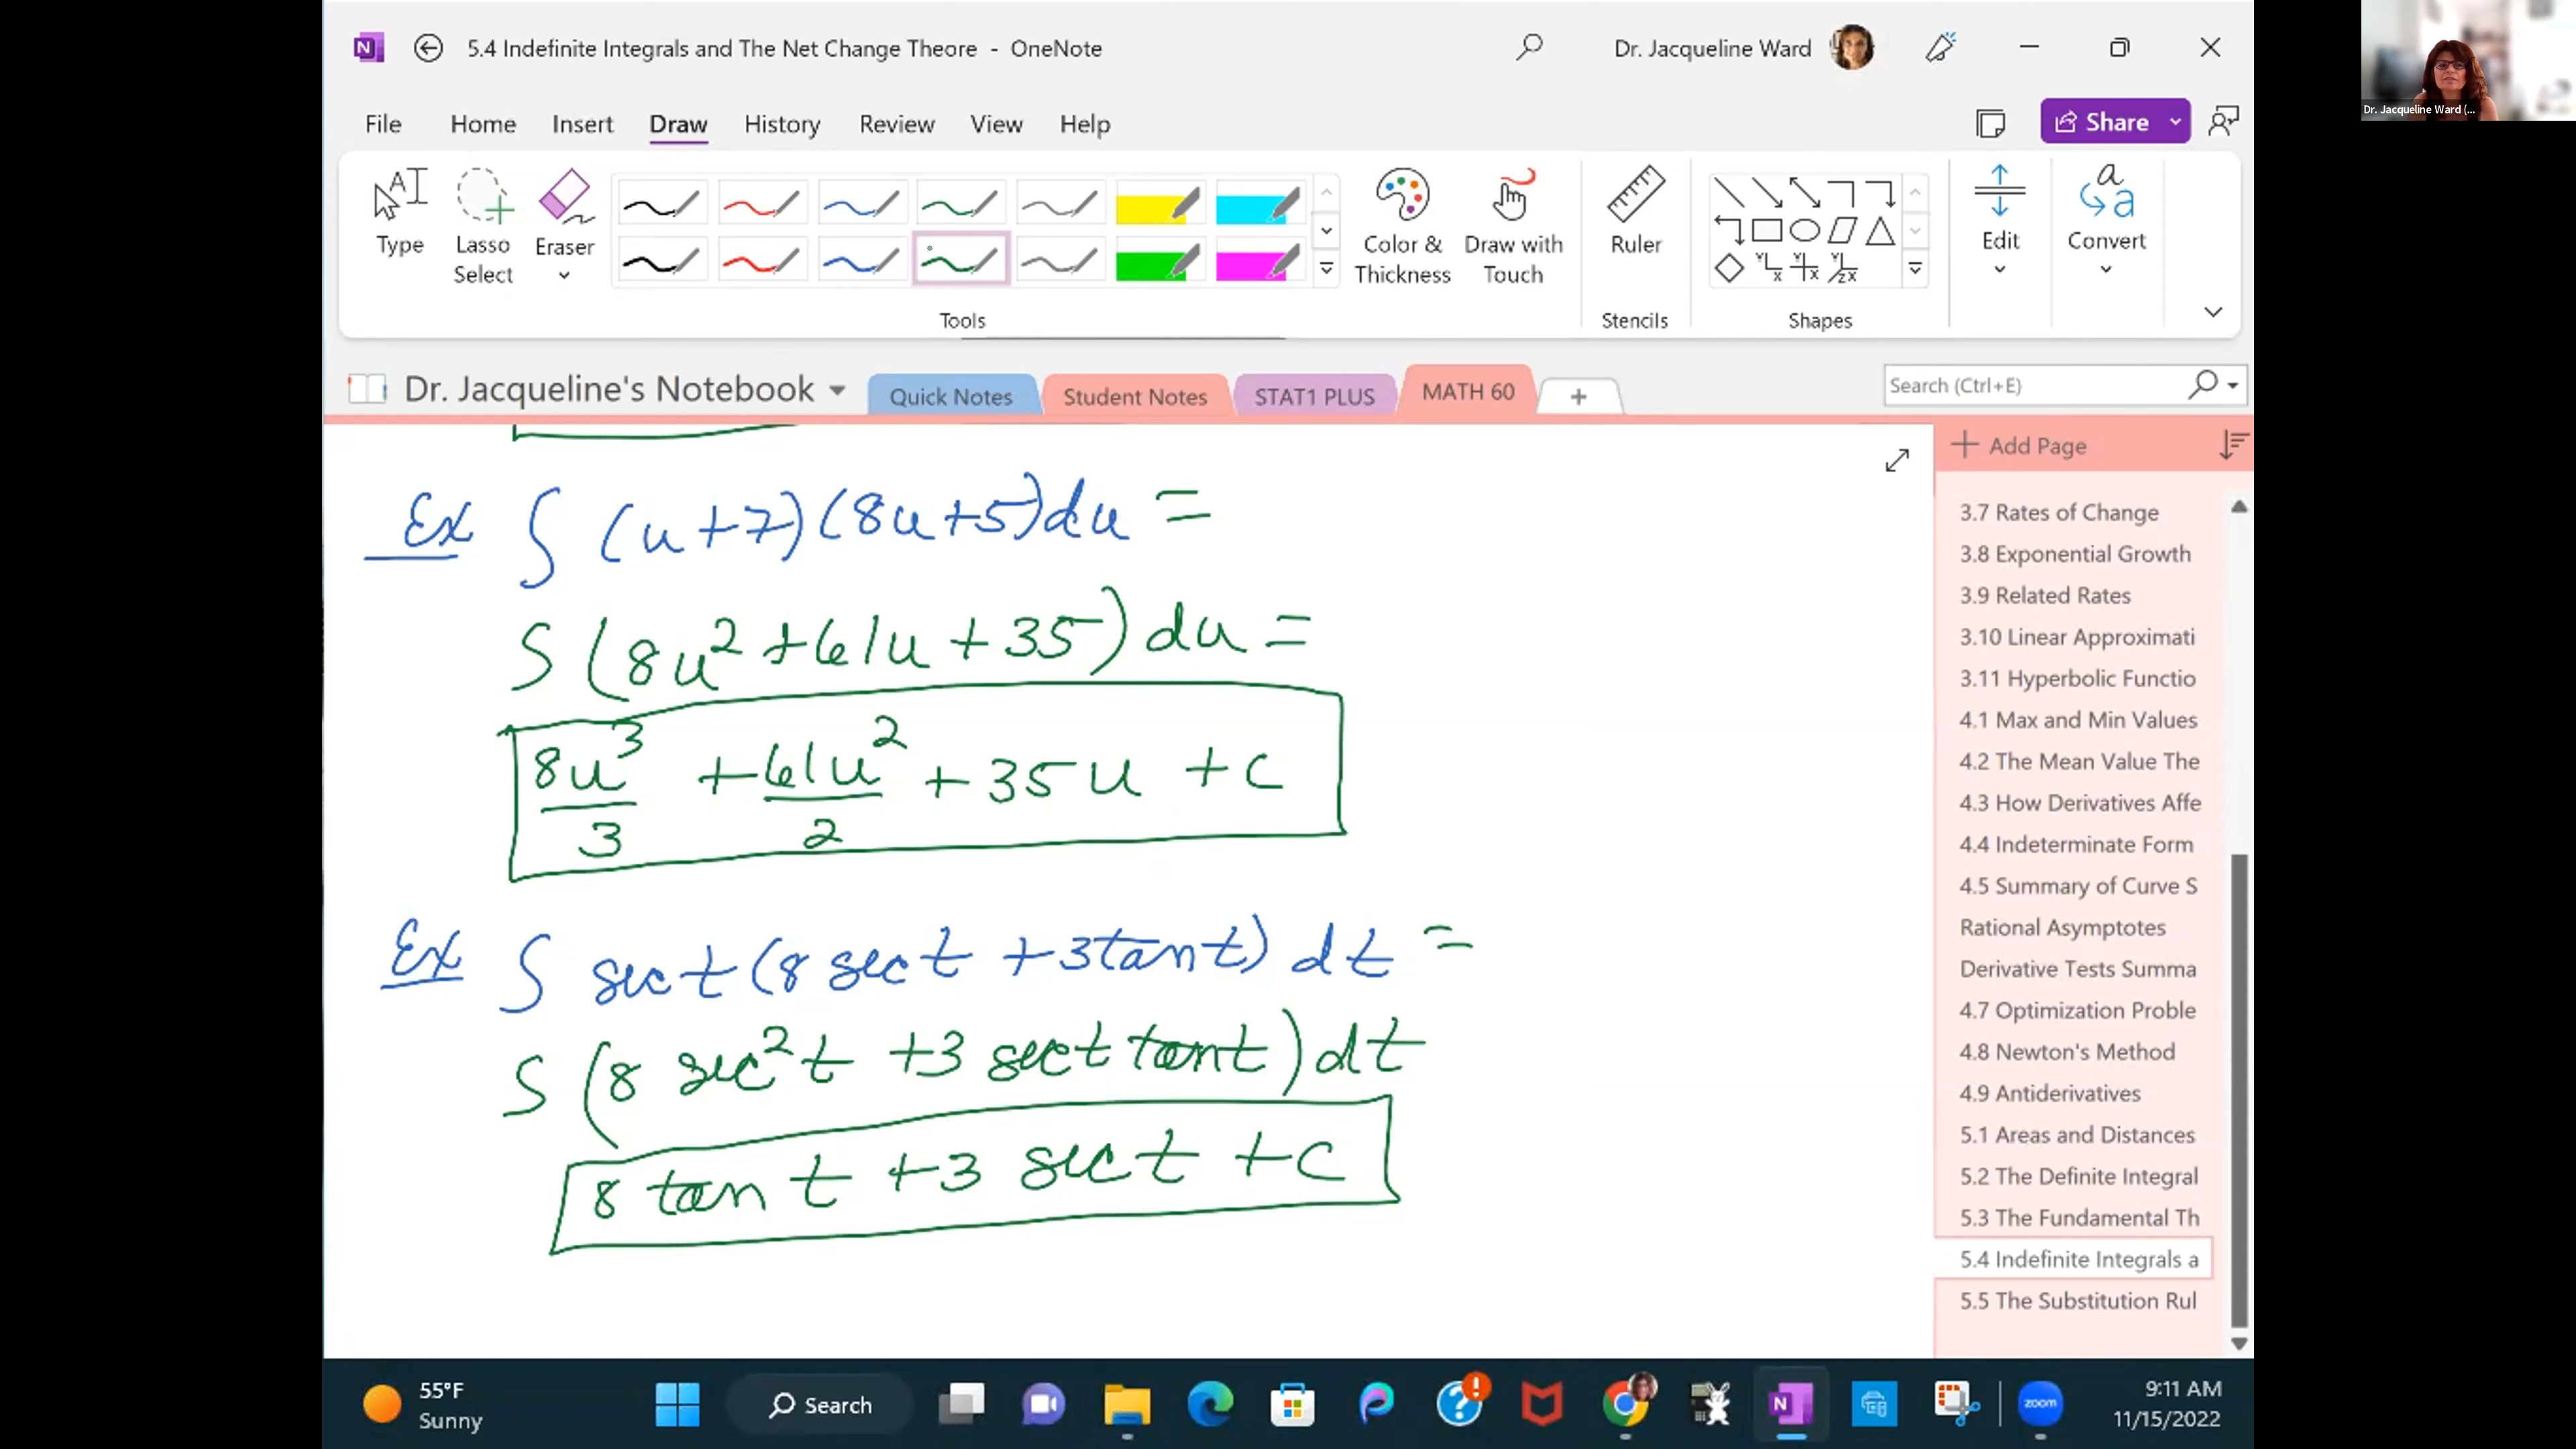 5.4 Indefinite Integrals and The Net Change Theore - OneNote
Dr. Jacqueline Ward
Dr. Jacqueline Ward (...
File Home Insert Draw History Review View Help
Share
Type
Lasso Select
Eraser
Color & Thickness
Draw with Touch
Ruler
Edit
Convert
Tools
Stencils
Shapes
Dr. Jacqueline's Notebook
Quick Notes
Student Notes
STAT1 PLUS
MATH 60
Search (Ctrl+E)
Ex ∫ (u+7)(8u+5)du =
∫ (8u² + 61u + 35) du =
8u³/3 + 61u²/2 + 35u + c
Ex ∫ sec t (8 sec t + 3 tan t) dt =
∫ (8 sec² t + 3 sec t tan t) dt
8 tan t + 3 sec t + c
Add Page
3.7 Rates of Change
3.8 Exponential Growth
3.9 Related Rates
3.10 Linear Approximati
3.11 Hyperbolic Functio
4.1 Max and Min Values
4.2 The Mean Value The
4.3 How Derivatives Affe
4.4 Indeterminate Form
4.5 Summary of Curve S
Rational Asymptotes
Derivative Tests Summa
4.7 Optimization Proble
4.8 Newton's Method
4.9 Antiderivatives
5.1 Areas and Distances
5.2 The Definite Integral
5.3 The Fundamental Th
5.4 Indefinite Integrals a
5.5 The Substitution Rul
55°F
Sunny
Search
zoom
9:11 AM
11/15/2022